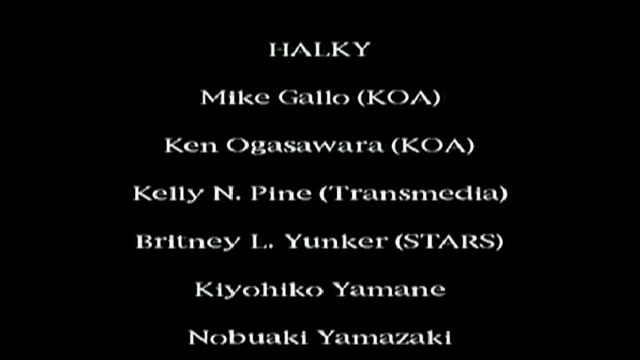 HALKY
Mike Gallo (KOA)
Ken Ogasawara (KOA)
Kelly N. Pine (Transmedia)
Britney L. Yunker (STARS)
Kiyohiko Yamane
Nobuaki Yamazaki